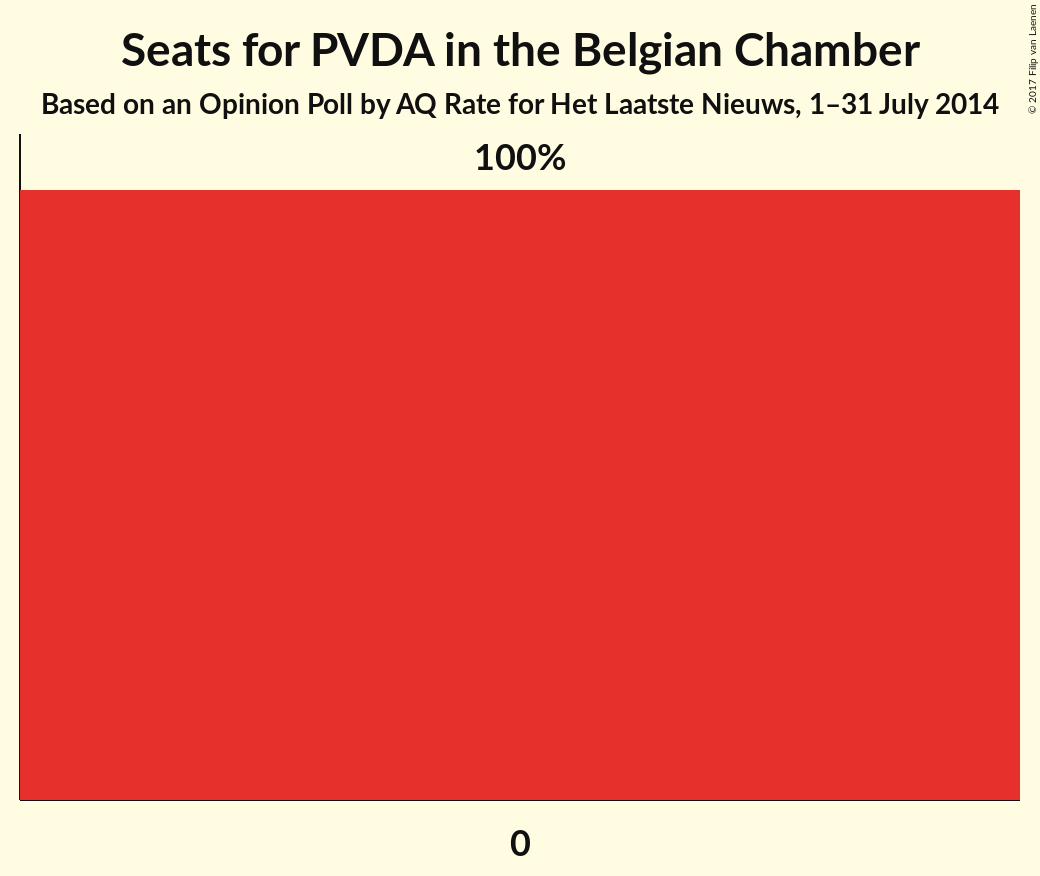 Seats for PVDA in the Belgian Chamber
Based on an Opinion Poll by AQ Rate for Het Laatste Nieuws, 1–31 July 2014
© 2017 Filip van Laenen
100%
0